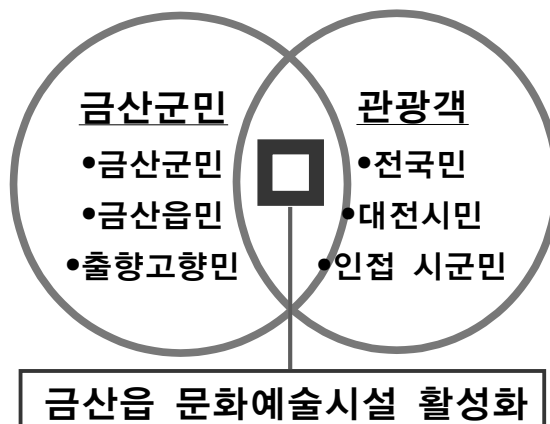 금산군민
•금산군민
•금산읍민
•출향고향민
관광객
•전국민
•대전시민
•인접 시군민
금산읍 문화예술시설 활성화